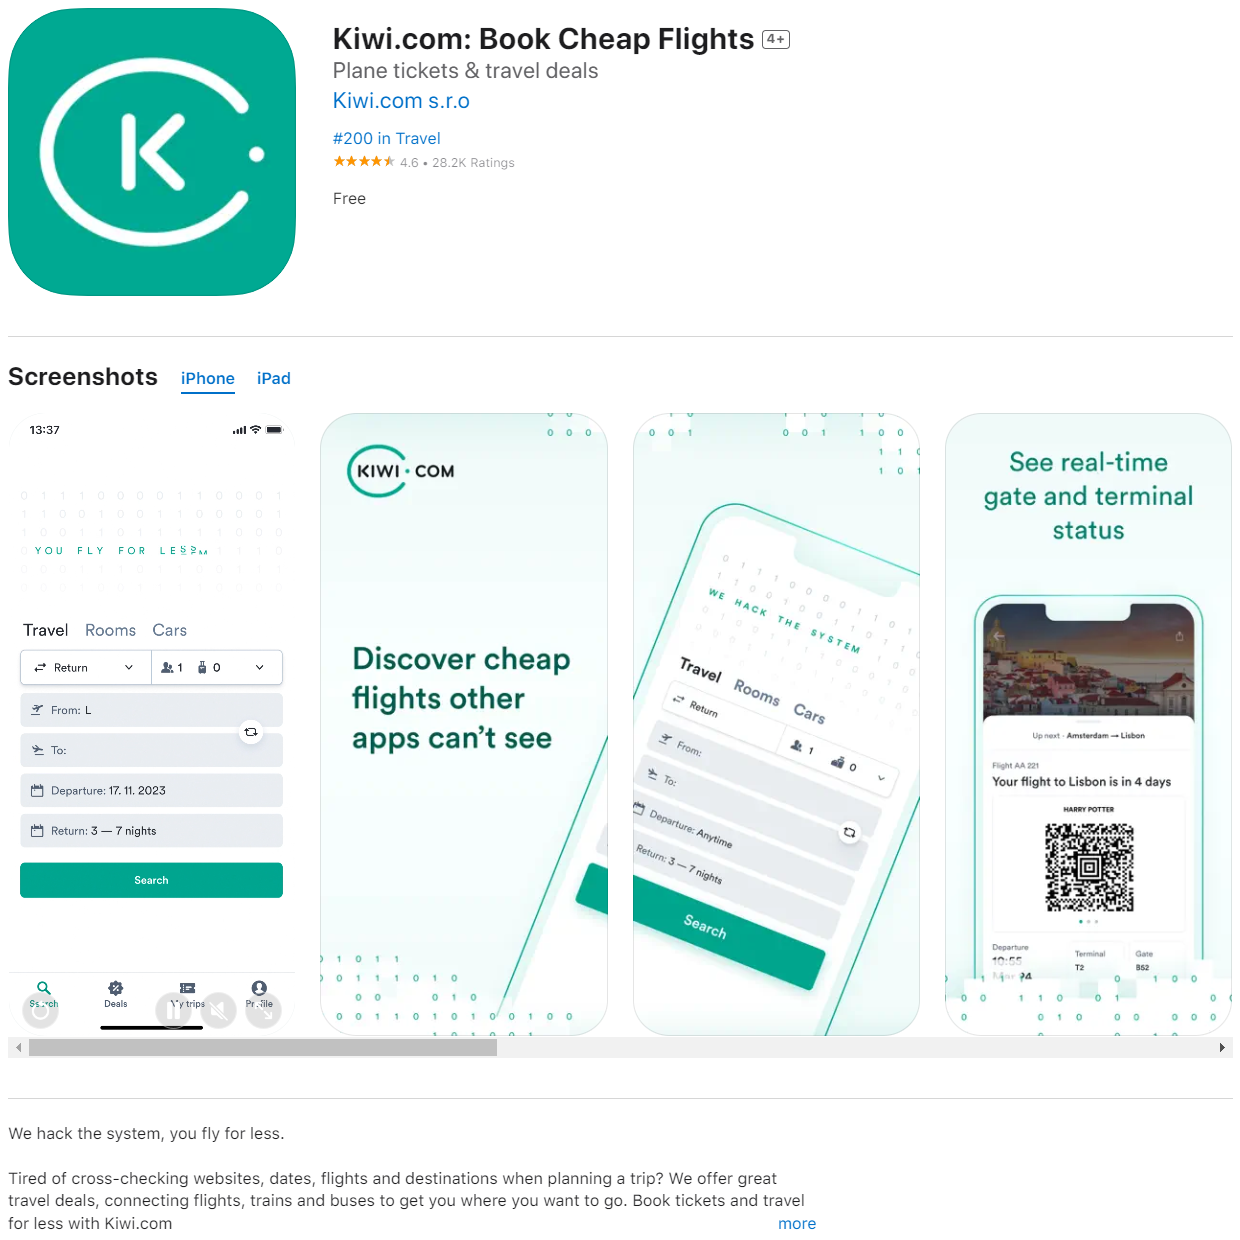 K
Kiwi.com: Book Cheap Flights 4+
Plane tickets & travel deals
Kiwi.com s.r.o
#200 in Travel
4.6 • 28.2K Ratings
Free
Screenshots iPhone iPad
13:37
YOU FLY FOR LESS
Travel Rooms Cars
Return 1 0
From: L
To:
Departure: 17. 11. 2023
Return: 3 — 7 nights
Search
Search Deals My trips Profile
KIWI.COM
Discover cheap
flights other
apps can't see
WE HACK THE SYSTEM
Travel Rooms Cars
Return 1 0
From:
To:
Departure: Anytime
Return: 3 — 7 nights
Search
See real-time
gate and terminal
status
Up next · Amsterdam → Lisbon
Flight AA 221
Your flight to Lisbon is in 4 days
HARRY POTTER
Departure Terminal Gate
10:55 T2 B52
We hack the system, you fly for less.
Tired of cross-checking websites, dates, flights and destinations when planning a trip? We offer great
travel deals, connecting flights, trains and buses to get you where you want to go. Book tickets and travel
for less with Kiwi.com more